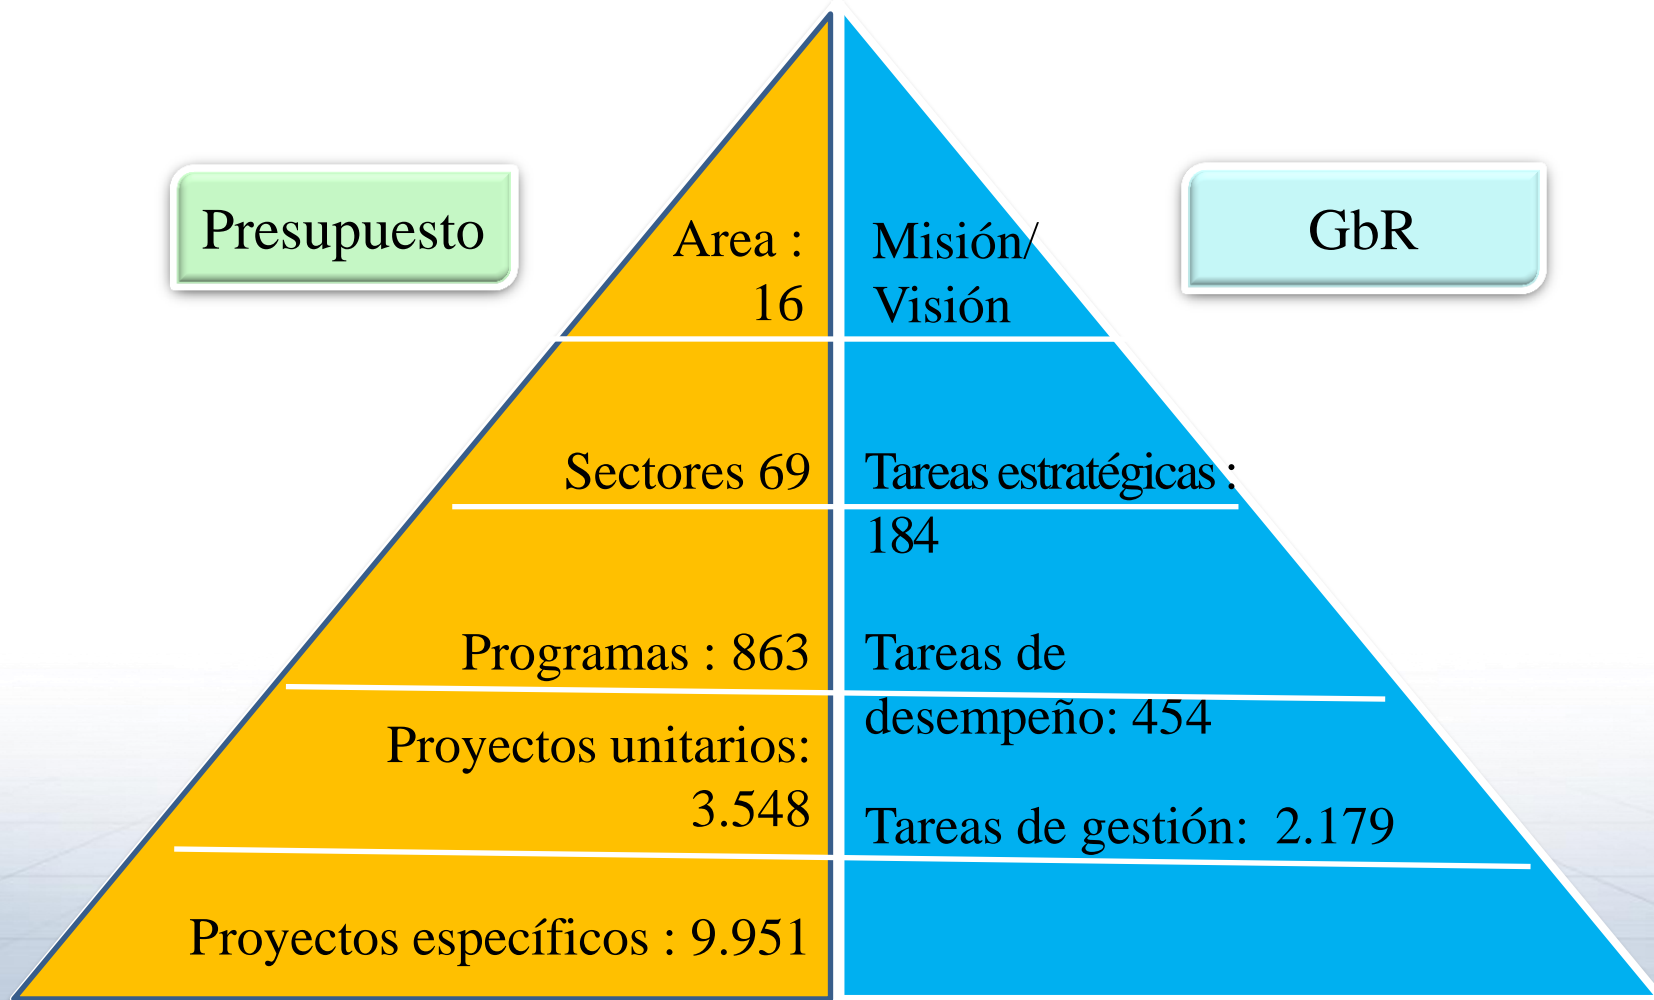 Presupuesto
GbR
Area :
16
Misión/
Visión
Sectores 69
Tareas estratégicas :
184
Programas : 863
Tareas de
desempeño: 454
Proyectos unitarios:
3.548
Tareas de gestión:  2.179
Proyectos específicos : 9.951